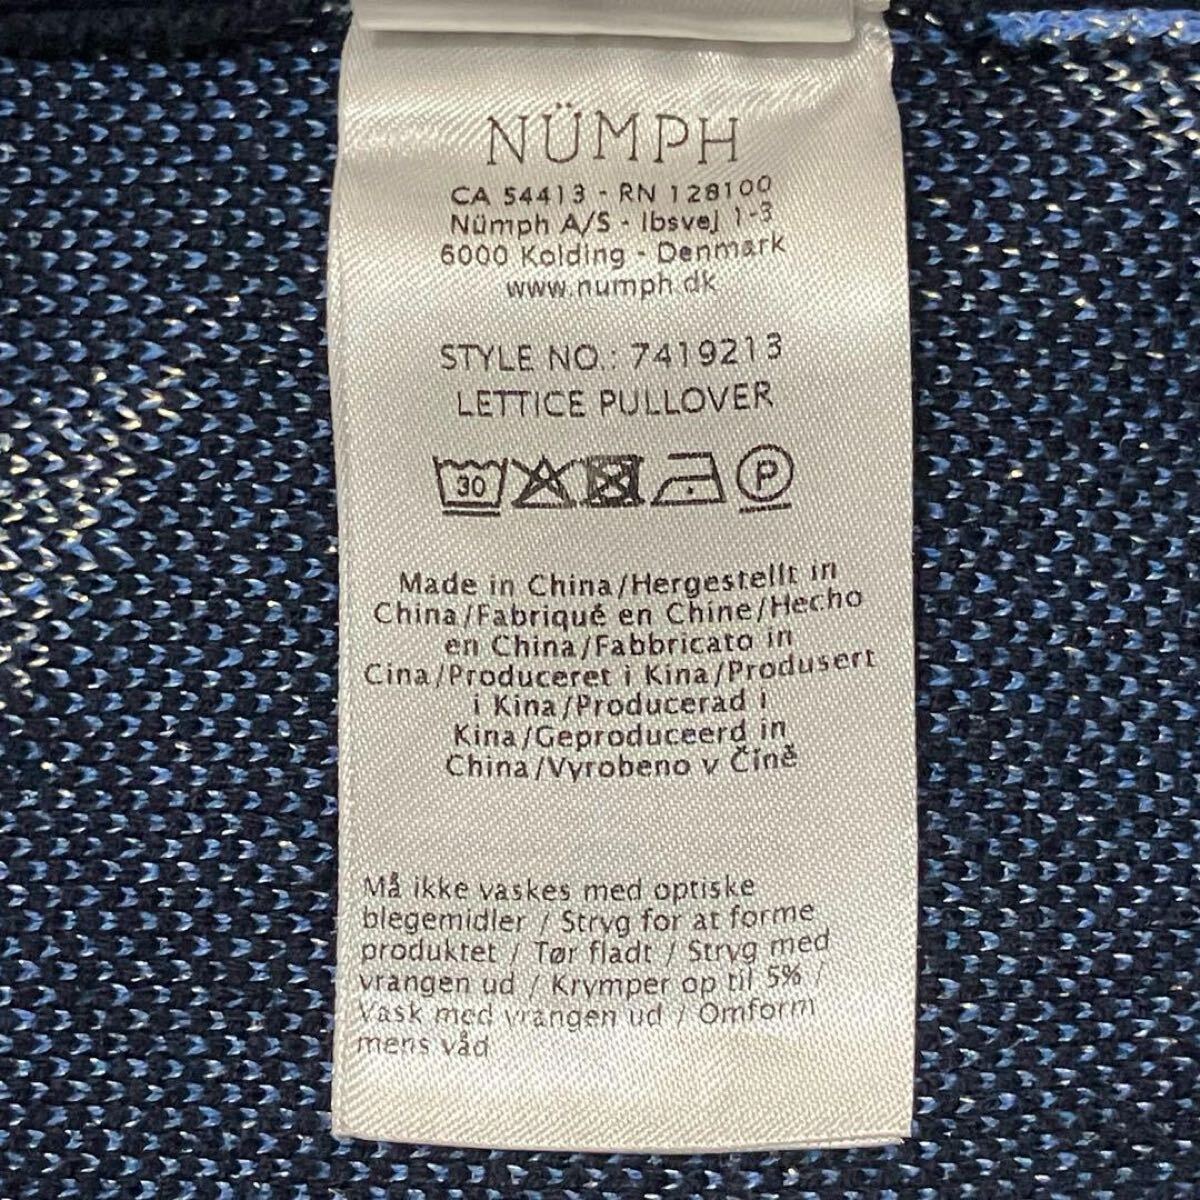 NÜMPH
CA 54413 - RN 128100
Nümph A/S - Ibsvej 1-3
6000 Kolding - Denmark
www.numph.dk
STYLE NO.: 7419213
LETTICE PULLOVER
30 P
Made in China/Hergestellt in
China/Fabriqué en Chine/Hecho
en China/Fabbricato in
Cina/Produceret i Kina/Produsert
i Kina/Producerad i
Kina/Geproduceerd in
China/Vyrobeno v Číně
Må ikke vaskes med optiske
blegemidler / Stryg for at forme
produktet / Tør fladt / Stryg med
vrangen ud / Krymper op til 5% /
Vask med vrangen ud / Omform
mens våd